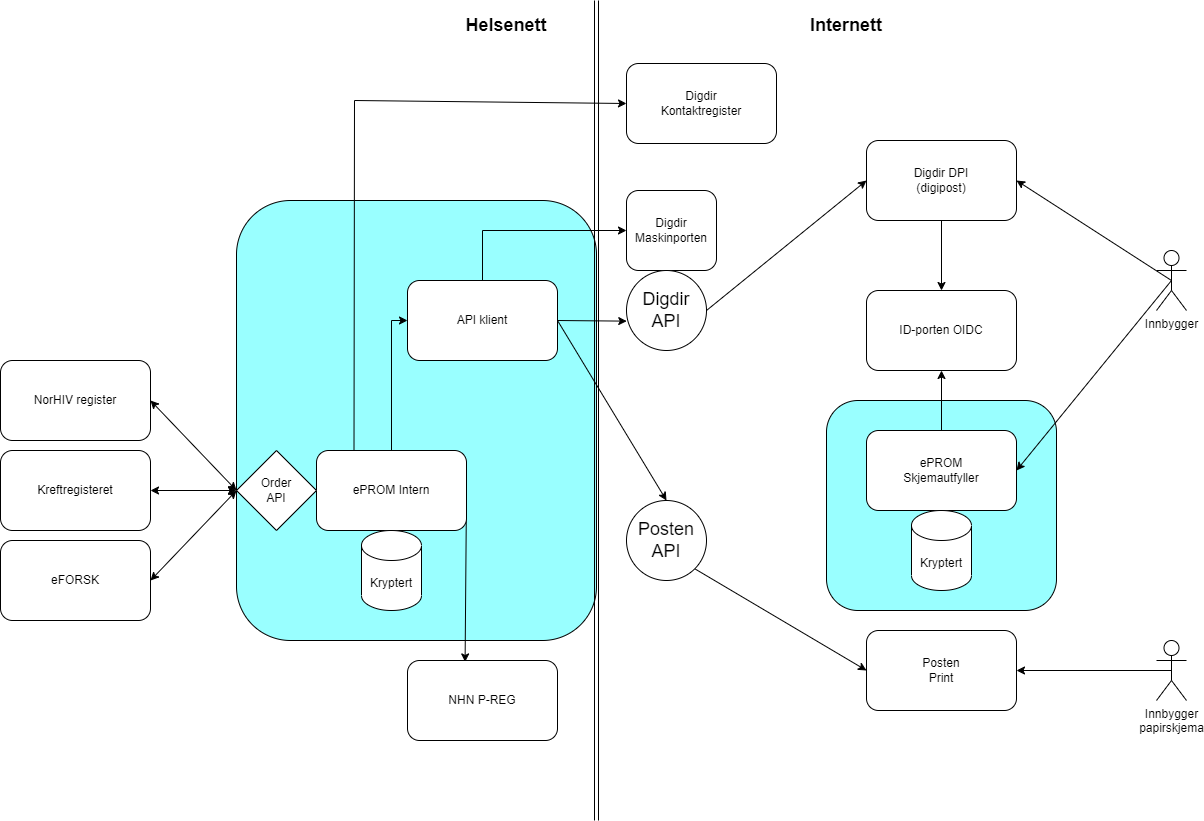 Helsenett
Internett
Digdir
Kontaktregister
Digdir DPI
(digipost)
Digdir
Maskinporten
Digdir
API
API klient
ID-porten OIDC
Innbygger
NorHIV register
Kreftregisteret
eFORSK
Order
API
ePROM Intern
Kryptert
ePROM
Skjemautfyller
Kryptert
Posten
API
NHN P-REG
Posten
Print
Innbygger
papirskjema